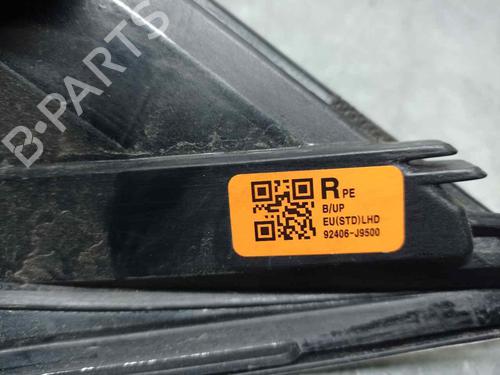 B-PARTS
R PE
B/UP
EU(STD)LHD
92406-J9500